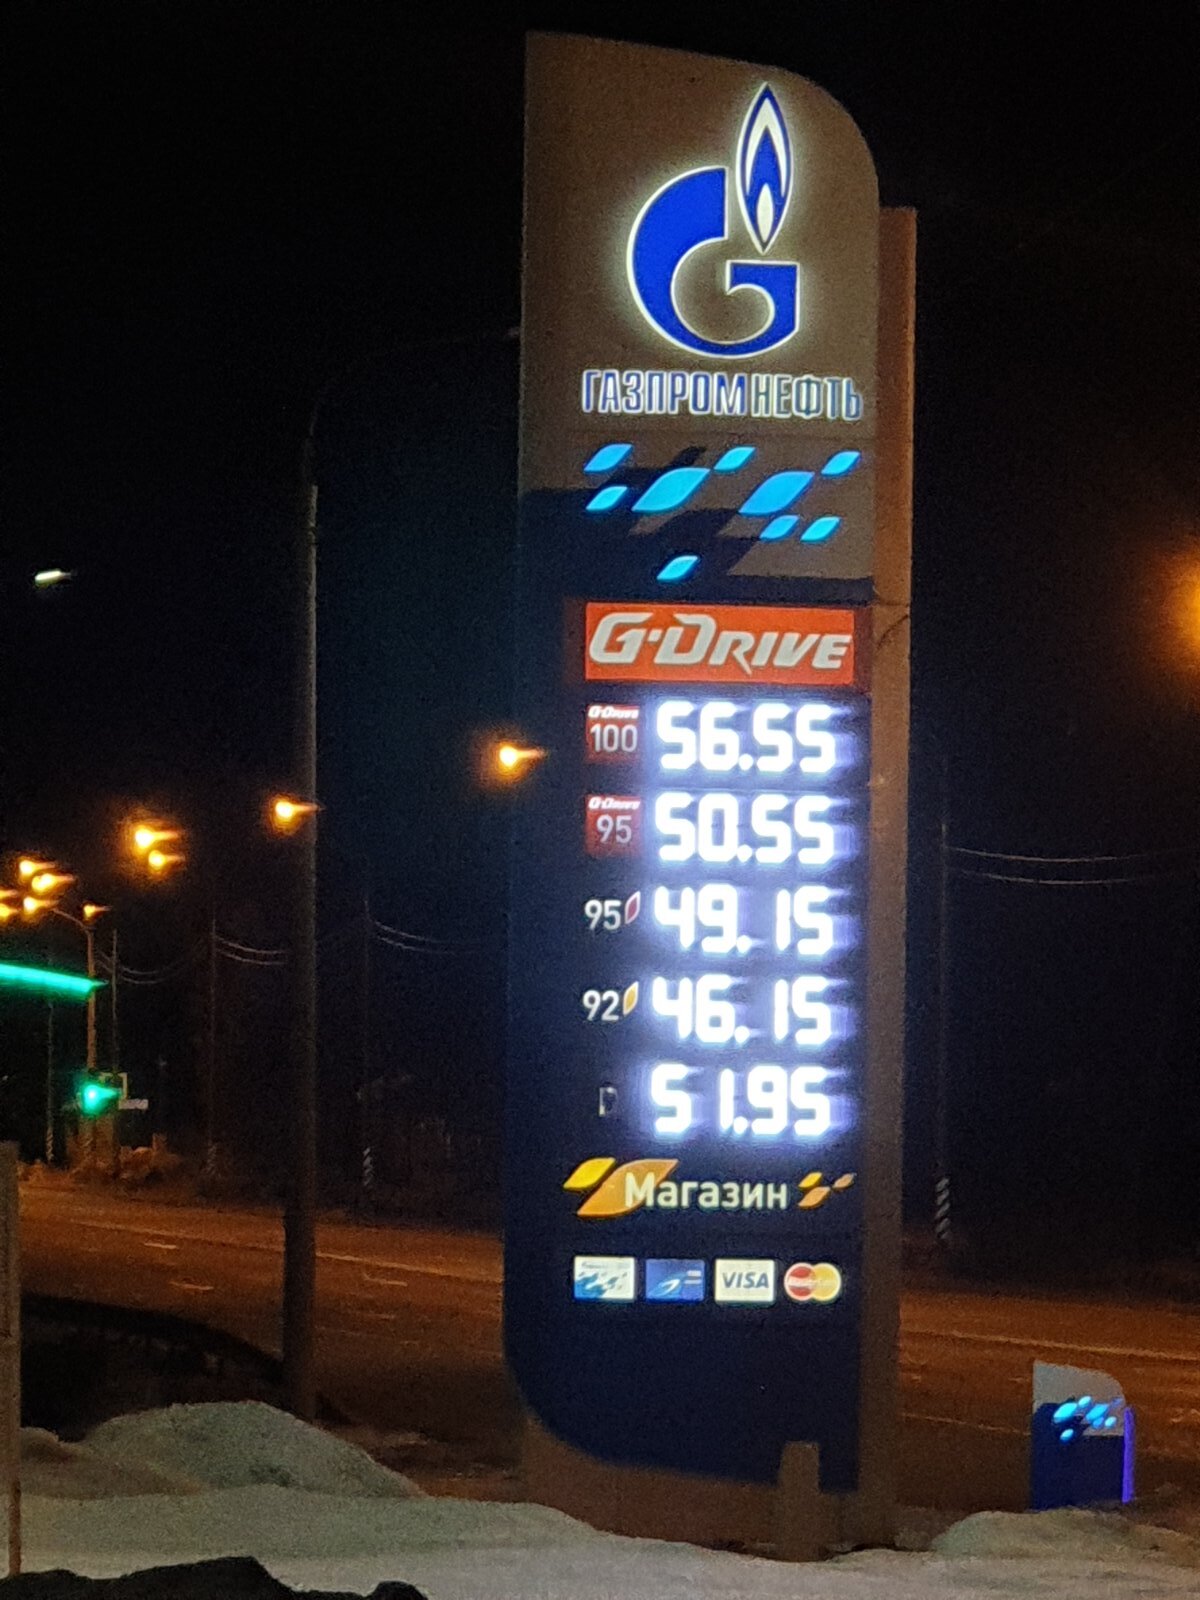 ГАЗПРОМНЕФТЬ
G-DRIVE
G-Drive
100 56.55
G-Drive
95 50.55
95 49.15
92 46.15
51.95
Магазин
VISA
MasterCard